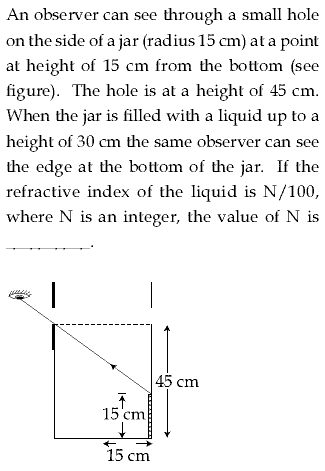 An observer can see through a small hole
on the side of a jar (radius 15 cm) at a point
at height of 15 cm from the bottom (see
figure). The hole is at a height of 45 cm.
When the jar is filled with a liquid up to a
height of 30 cm the same observer can see
the edge at the bottom of the jar. If the
refractive index of the liquid is N/100,
where N is an integer, the value of N is
___________.
45 cm
15 cm
15 cm